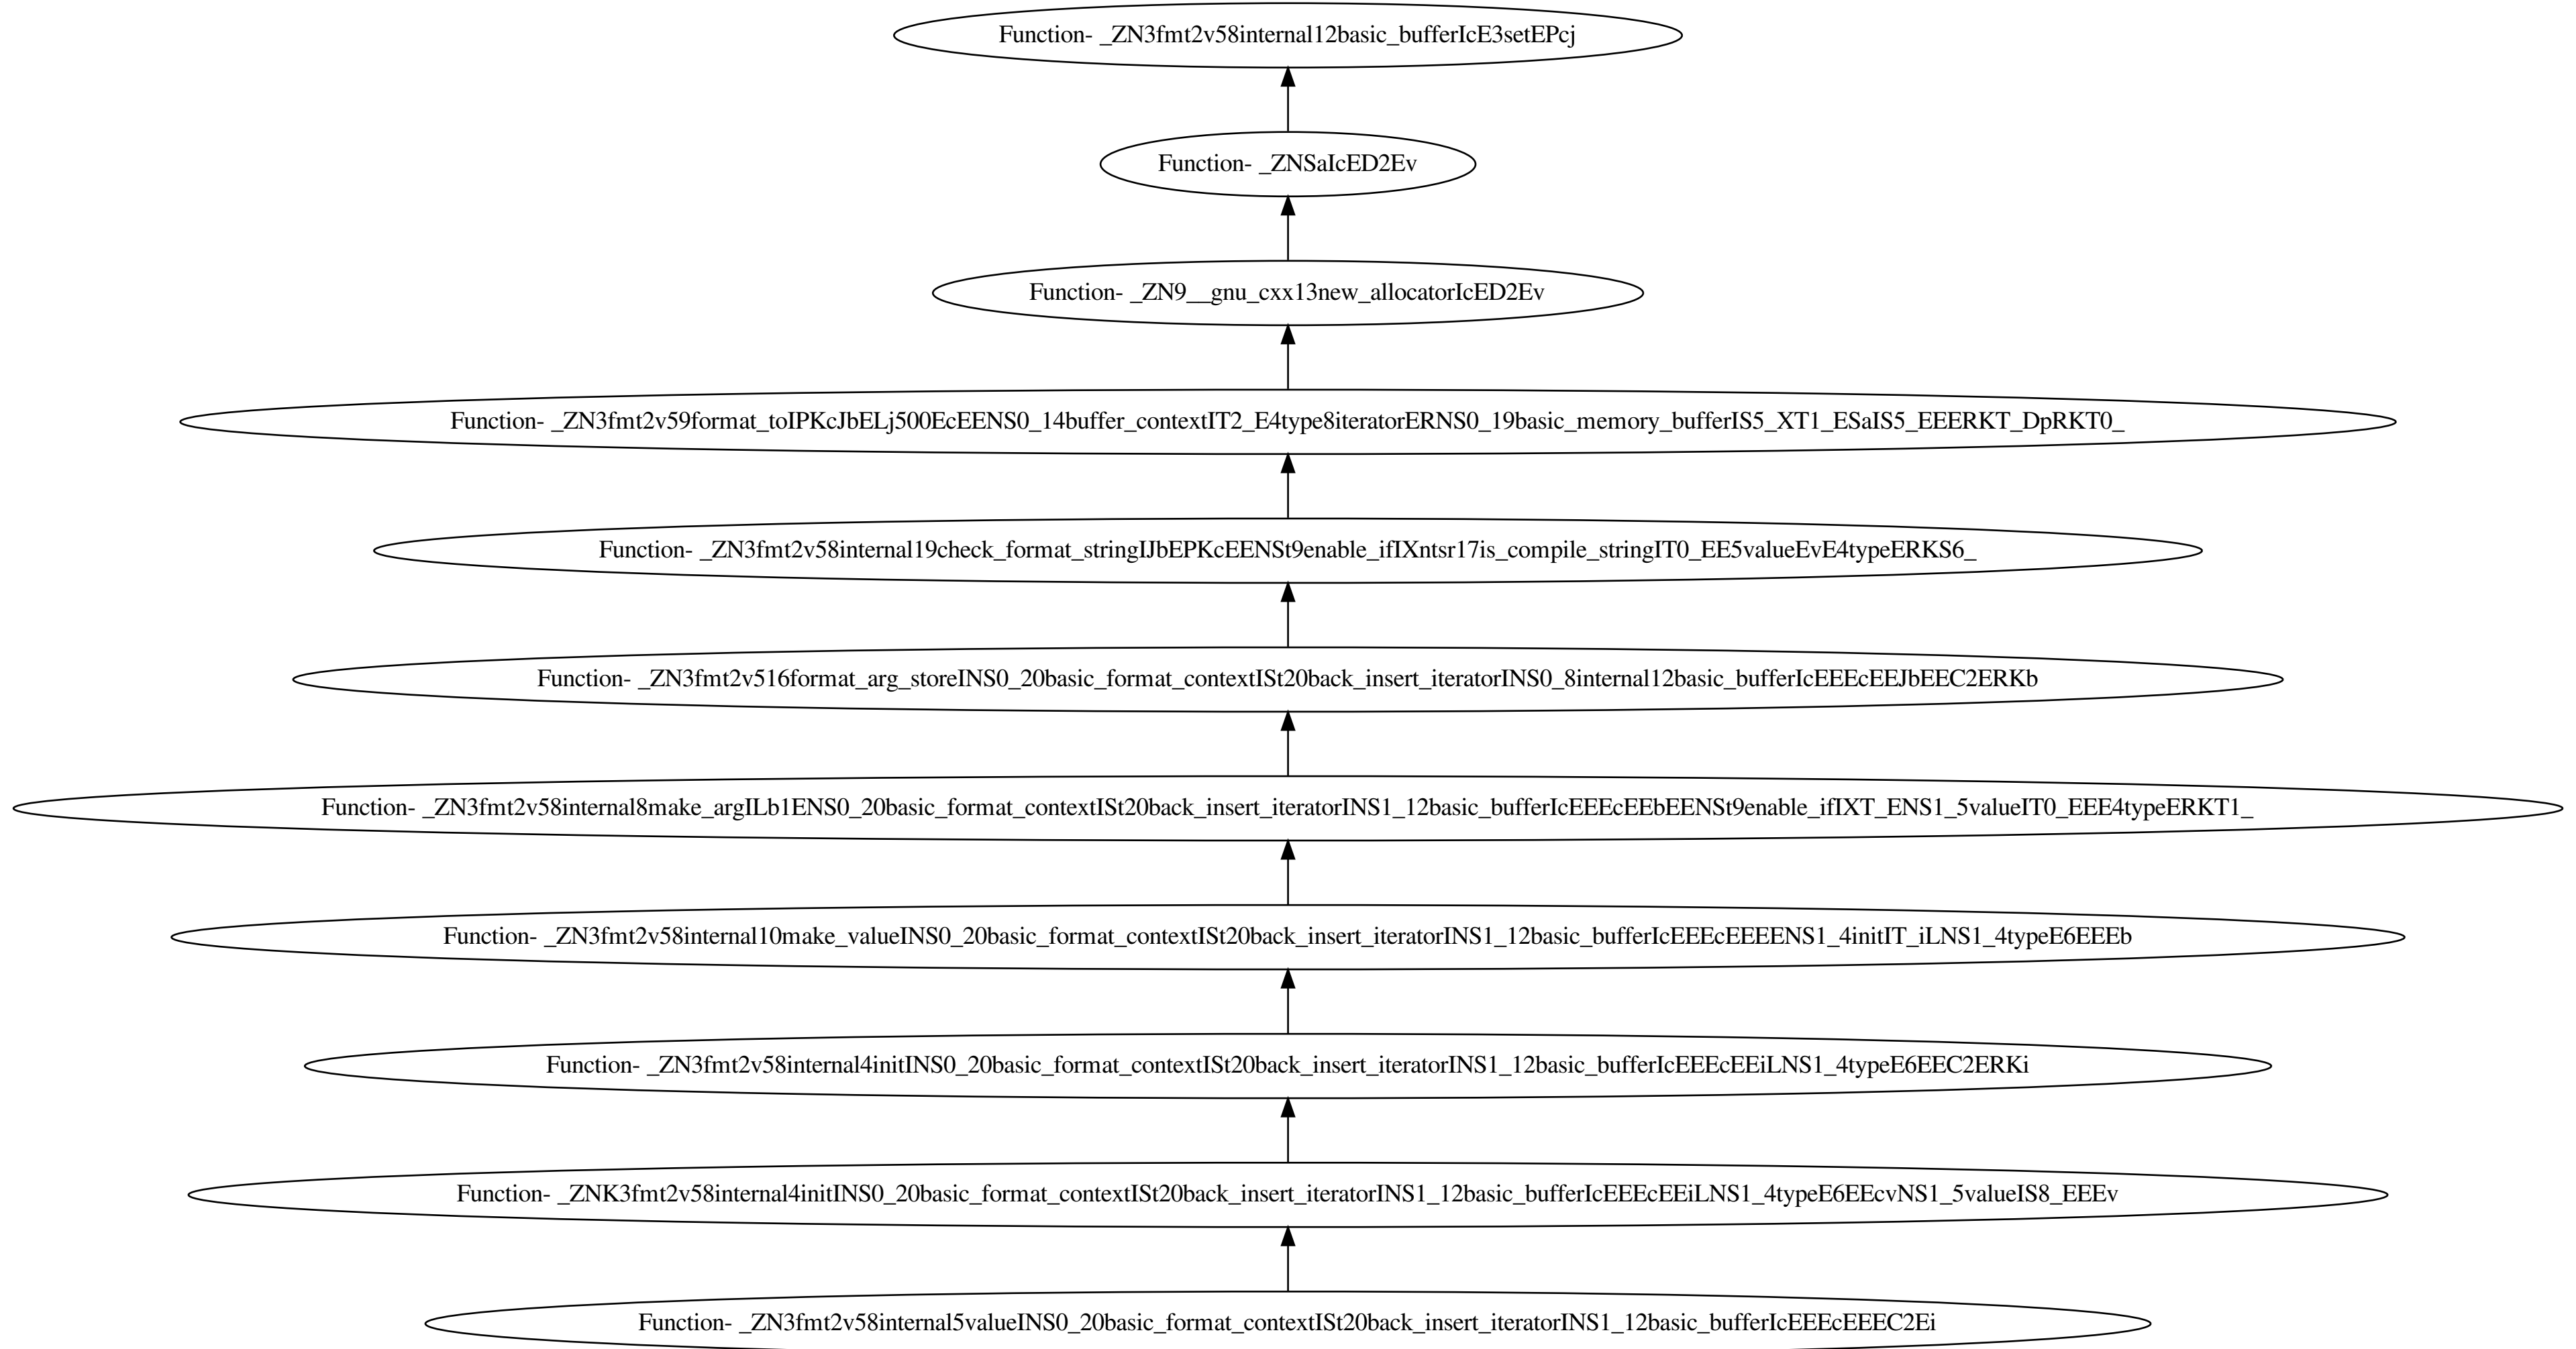 Function- _ZN3fmt2v58internal12basic_bufferIcE3setEPcj
Function- _ZNSaIcED2Ev
Function- _ZN9__gnu_cxx13new_allocatorIcED2Ev
Function- _ZN3fmt2v59format_toIPKcJbELj500EcEENS0_14buffer_contextIT2_E4type8iteratorERNS0_19basic_memory_bufferIS5_XT1_ESaIS5_EEERKT_DpRKT0_
Function- _ZN3fmt2v58internal19check_format_stringIJbEPKcEENSt9enable_ifIXntsr17is_compile_stringIT0_EE5valueEvE4typeERKS6_
Function- _ZN3fmt2v516format_arg_storeINS0_20basic_format_contextISt20back_insert_iteratorINS0_8internal12basic_bufferIcEEEcEEJbEEC2ERKb
Function- _ZN3fmt2v58internal8make_argILb1ENS0_20basic_format_contextISt20back_insert_iteratorINS1_12basic_bufferIcEEEcEEbEENSt9enable_ifIXT_ENS1_5valueIT0_EEE4typeERKT1_
Function- _ZN3fmt2v58internal10make_valueINS0_20basic_format_contextISt20back_insert_iteratorINS1_12basic_bufferIcEEEcEEEENS1_4initIT_iLNS1_4typeE6EEEb
Function- _ZN3fmt2v58internal4initINS0_20basic_format_contextISt20back_insert_iteratorINS1_12basic_bufferIcEEEcEEiLNS1_4typeE6EEC2ERKi
Function- _ZNK3fmt2v58internal4initINS0_20basic_format_contextISt20back_insert_iteratorINS1_12basic_bufferIcEEEcEEiLNS1_4typeE6EEcvNS1_5valueIS8_EEEv
Function- _ZN3fmt2v58internal5valueINS0_20basic_format_contextISt20back_insert_iteratorINS1_12basic_bufferIcEEEcEEEC2Ei